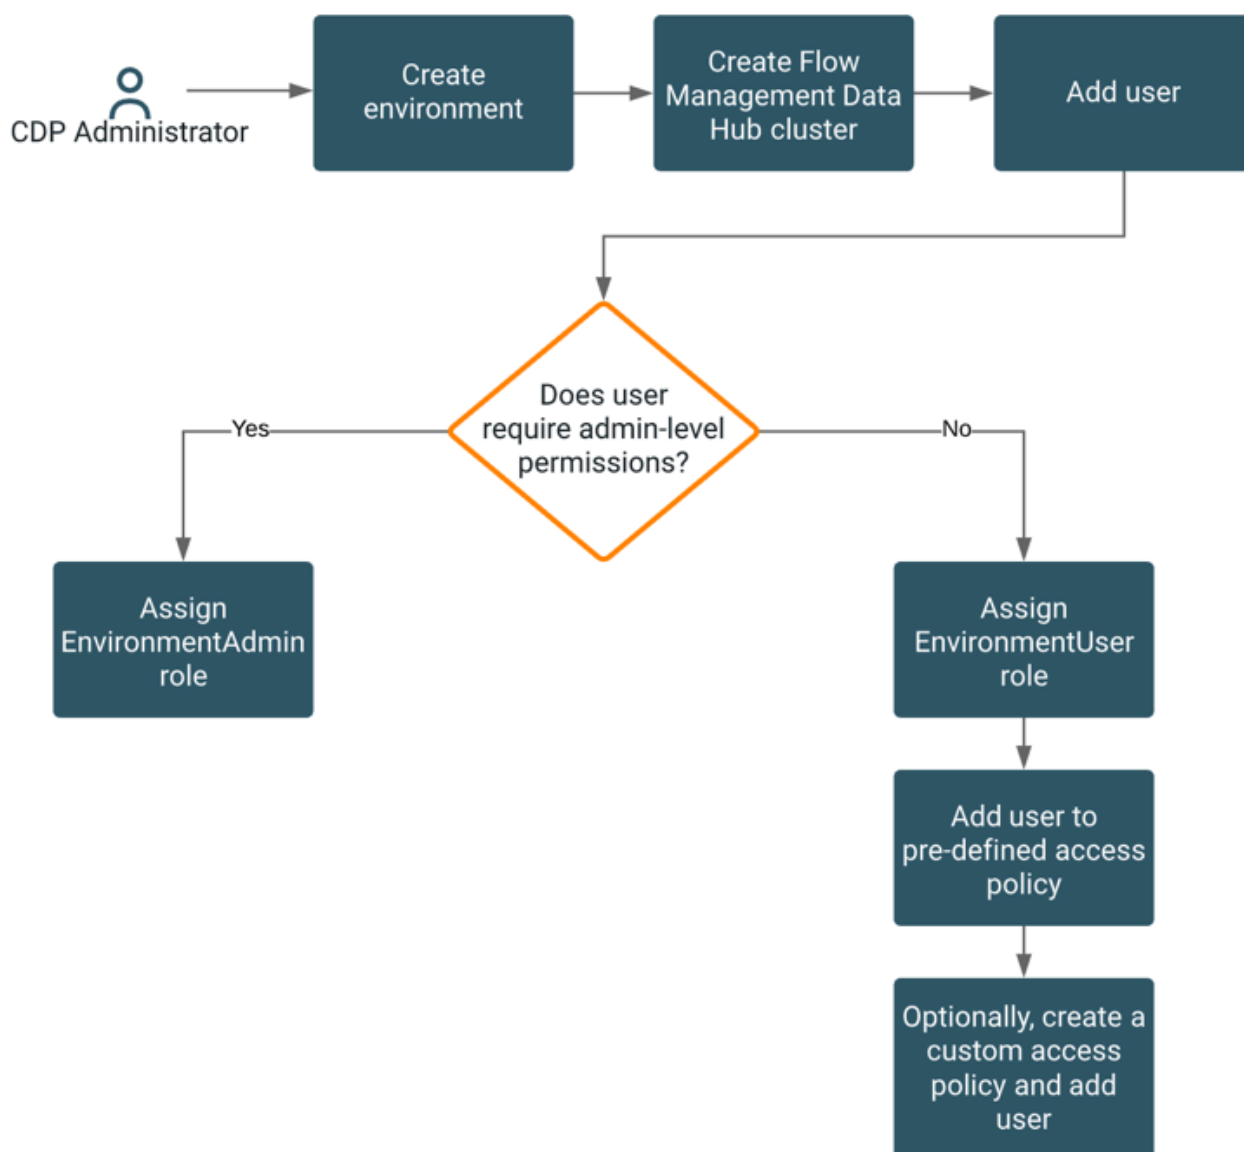 CDP Administrator
Create
environment
Create Flow
Management Data
Hub cluster
Add user
Does user
require admin-level
permissions?
Yes
No
Assign
EnvironmentAdmin
role
Assign
EnvironmentUser
role
Add user to
pre-defined access
policy
Optionally, create a
custom access
policy and add
user